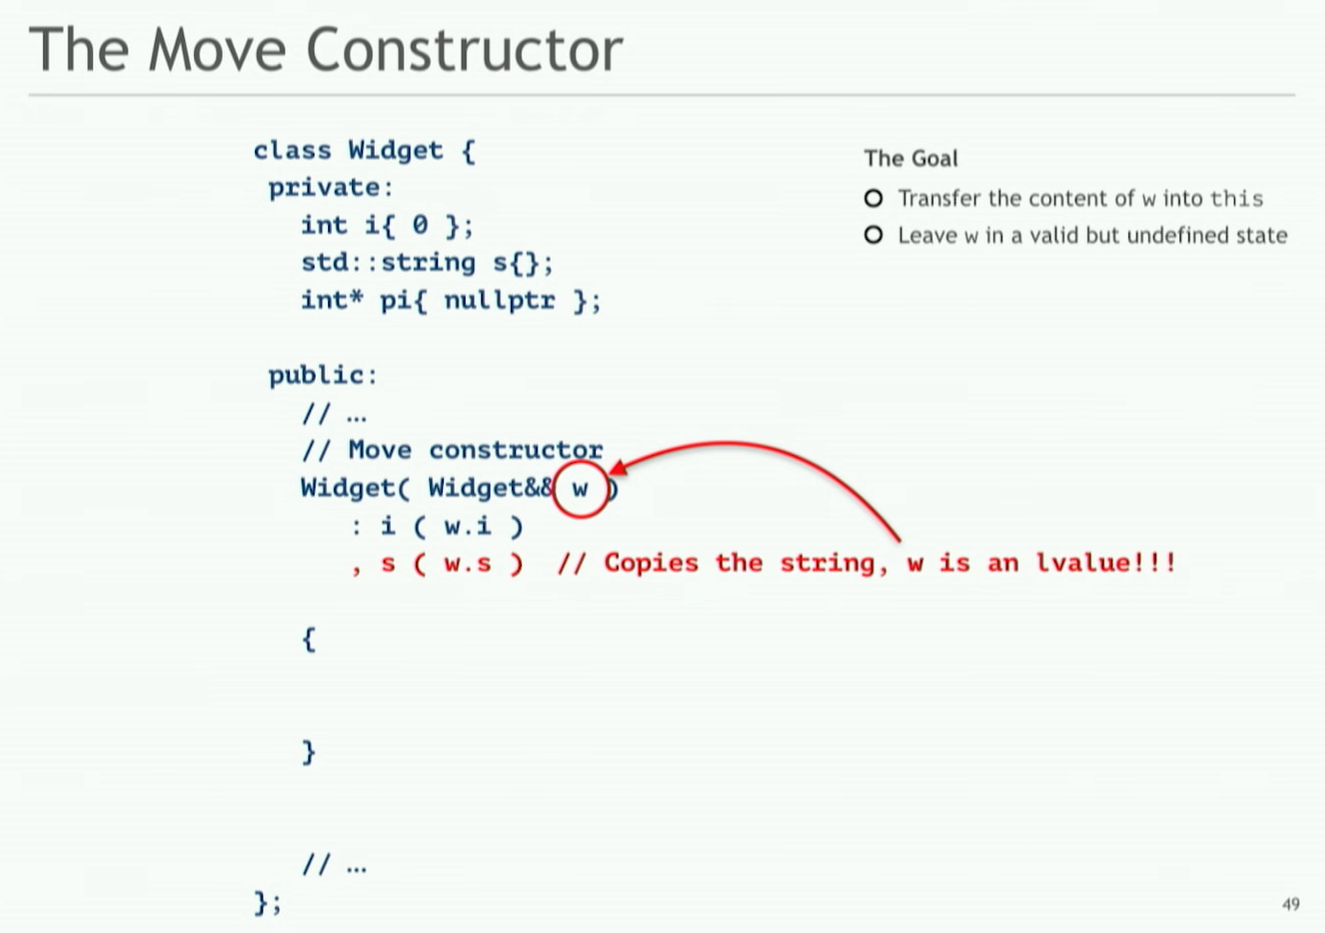 The Move Constructor
class Widget {
private:
int i{ 0 };
std::string s{};
int* pi{ nullptr };
public:
// …
// Move constructor
Widget( Widget&& w )
: i ( w.i )
, s ( w.s ) // Copies the string, w is an lvalue!!!
{
}
// …
};
The Goal
Transfer the content of w into this
Leave w in a valid but undefined state
49